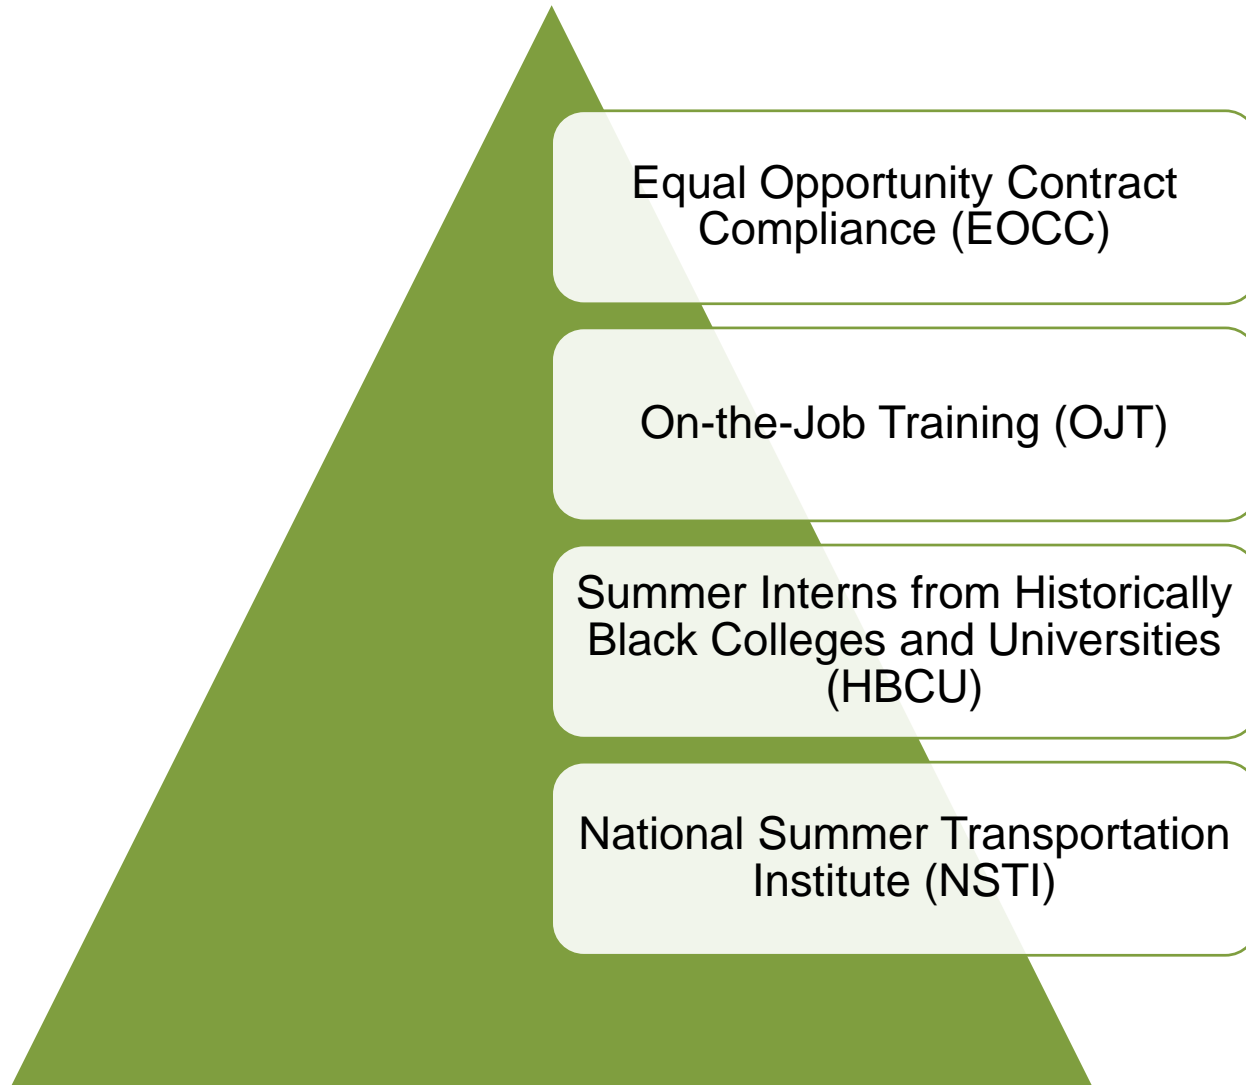 Equal Opportunity Contract
Compliance (EOCC)
On-the-Job Training (OJT)
Summer Interns from Historically
Black Colleges and Universities
(HBCU)
National Summer Transportation
Institute (NSTI)